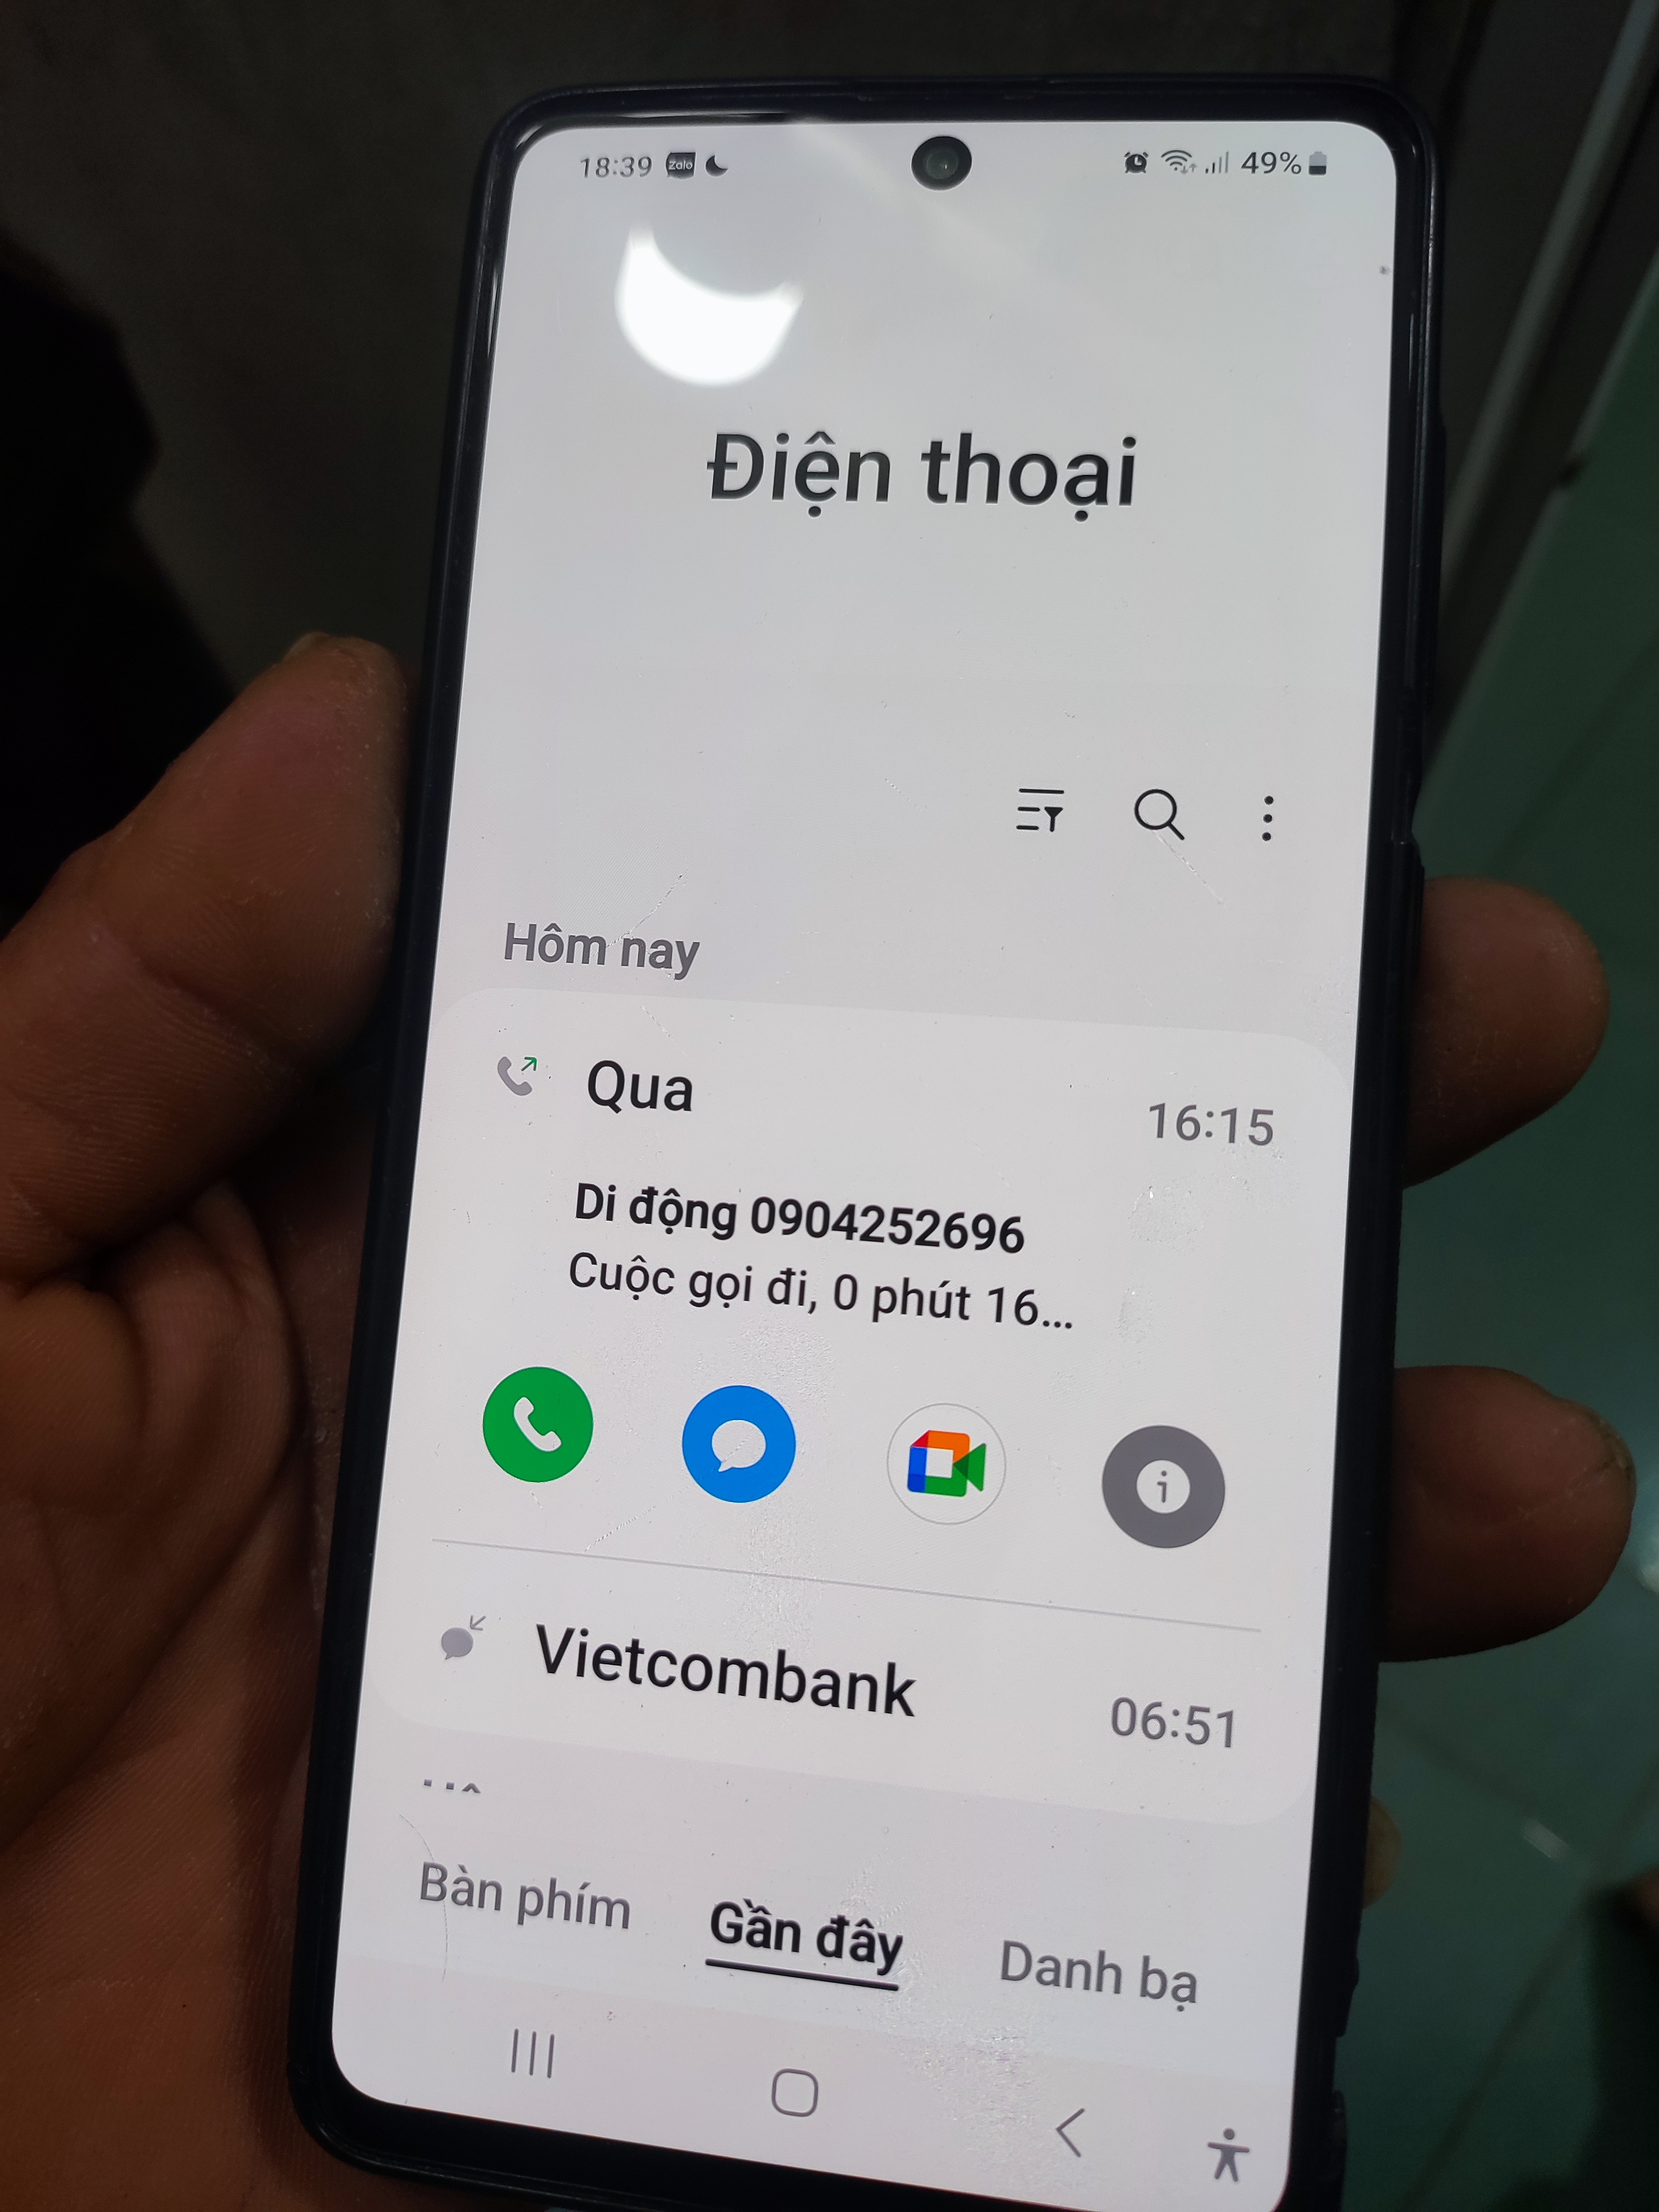 18:39 Zalo 49%
Điện thoại
Hôm nay
Qua 16:15
Di động 0904252696
Cuộc gọi đi, 0 phút 16...
Vietcombank 06:51
Bàn phím Gần đây Danh bạ